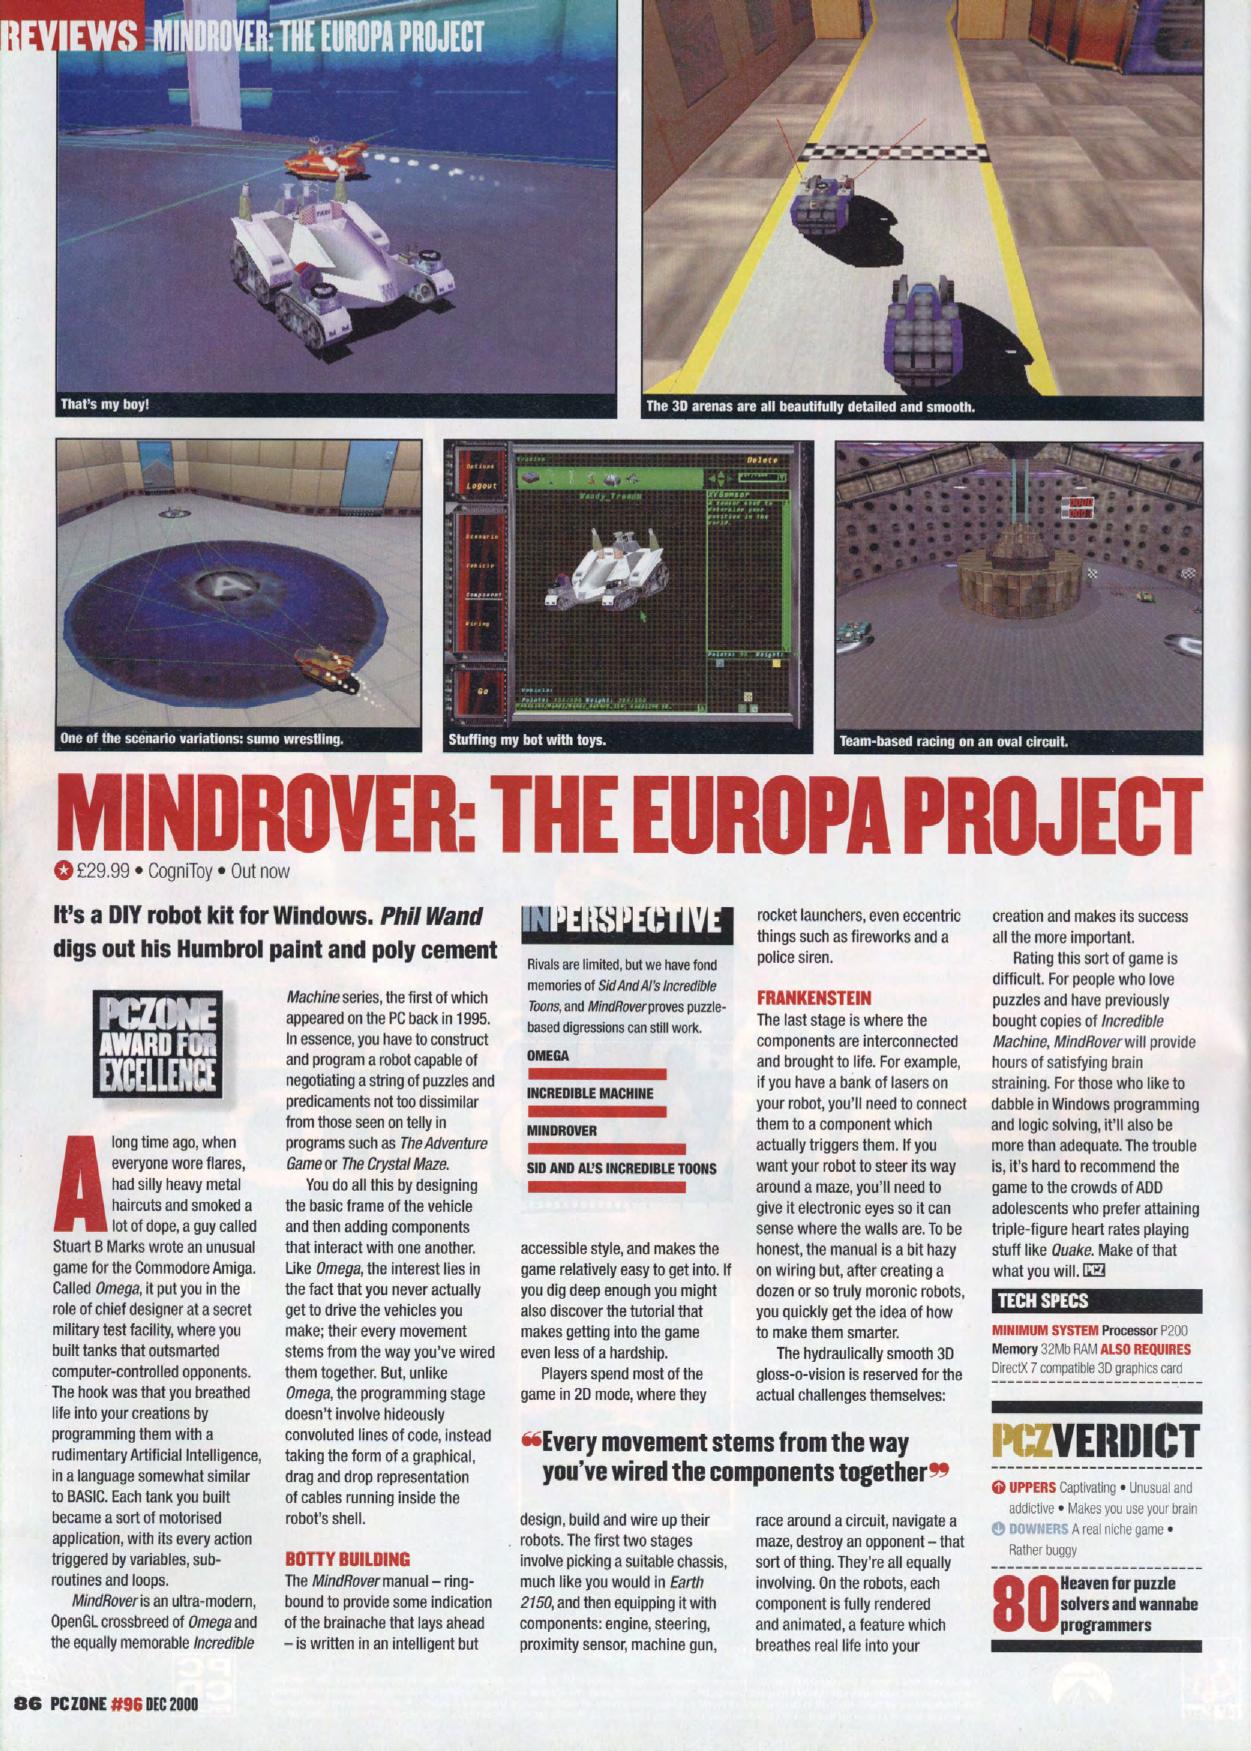 REVIEWS MINDROVER: THE EUROPA PROJECT
That's my boy!
The 3D arenas are all beautifully detailed and smooth.
Options
Logout
Scenario
Vehicle
Component
Wiring
Go
Delete
One of the scenario variations: sumo wrestling.
Stuffing my bot with toys.
Team-based racing on an oval circuit.
MINDROVER: THE EUROPA PROJECT
£29.99 • CogniToy • Out now
It's a DIY robot kit for Windows. Phil Wand
digs out his Humbrol paint and poly cement
PCZONE
AWARD FOR
EXCELLENCE
A long time ago, when
everyone wore flares,
had silly heavy metal
haircuts and smoked a
lot of dope, a guy called
Stuart B Marks wrote an unusual
game for the Commodore Amiga.
Called Omega, it put you in the
role of chief designer at a secret
military test facility, where you
built tanks that outsmarted
computer-controlled opponents.
The hook was that you breathed
life into your creations by
programming them with a
rudimentary Artificial Intelligence,
in a language somewhat similar
to BASIC. Each tank you built
became a sort of motorised
application, with its every action
triggered by variables, sub-
routines and loops.
MindRover is an ultra-modern,
OpenGL crossbreed of Omega and
the equally memorable Incredible
Machine series, the first of which
appeared on the PC back in 1995.
In essence, you have to construct
and program a robot capable of
negotiating a string of puzzles and
predicaments not too dissimilar
from those seen on telly in
programs such as The Adventure
Game or The Crystal Maze.
You do all this by designing
the basic frame of the vehicle
and then adding components
that interact with one another.
Like Omega, the interest lies in
the fact that you never actually
get to drive the vehicles you
make; their every movement
stems from the way you've wired
them together. But, unlike
Omega, the programming stage
doesn't involve hideously
convoluted lines of code, instead
taking the form of a graphical,
drag and drop representation
of cables running inside the
robot's shell.
BOTTY BUILDING
The MindRover manual – ring-
bound to provide some indication
of the brainache that lays ahead
– is written in an intelligent but
INPERSPECTIVE
Rivals are limited, but we have fond
memories of Sid And Al's Incredible
Toons, and MindRover proves puzzle-
based digressions can still work.
OMEGA
INCREDIBLE MACHINE
MINDROVER
SID AND AL'S INCREDIBLE TOONS
accessible style, and makes the
game relatively easy to get into. If
you dig deep enough you might
also discover the tutorial that
makes getting into the game
even less of a hardship.
Players spend most of the
game in 2D mode, where they
“Every movement stems from the way
you've wired the components together”
design, build and wire up their
robots. The first two stages
involve picking a suitable chassis,
much like you would in Earth
2150, and then equipping it with
components: engine, steering,
proximity sensor, machine gun,
rocket launchers, even eccentric
things such as fireworks and a
police siren.
FRANKENSTEIN
The last stage is where the
components are interconnected
and brought to life. For example,
if you have a bank of lasers on
your robot, you'll need to connect
them to a component which
actually triggers them. If you
want your robot to steer its way
around a maze, you'll need to
give it electronic eyes so it can
sense where the walls are. To be
honest, the manual is a bit hazy
on wiring but, after creating a
dozen or so truly moronic robots,
you quickly get the idea of how
to make them smarter.
The hydraulically smooth 3D
gloss-o-vision is reserved for the
actual challenges themselves:
race around a circuit, navigate a
maze, destroy an opponent – that
sort of thing. They're all equally
involving. On the robots, each
component is fully rendered
and animated, a feature which
breathes real life into your
creation and makes its success
all the more important.
Rating this sort of game is
difficult. For people who love
puzzles and have previously
bought copies of Incredible
Machine, MindRover will provide
hours of satisfying brain
straining. For those who like to
dabble in Windows programming
and logic solving, it'll also be
more than adequate. The trouble
is, it's hard to recommend the
game to the crowds of ADD
adolescents who prefer attaining
triple-figure heart rates playing
stuff like Quake. Make of that
what you will. PCZ
TECH SPECS
MINIMUM SYSTEM Processor P200
Memory 32Mb RAM ALSO REQUIRES
DirectX 7 compatible 3D graphics card
PCZVERDICT
UPPERS Captivating • Unusual and
addictive • Makes you use your brain
DOWNERS A real niche game •
Rather buggy
80 Heaven for puzzle
solvers and wannabe
programmers
86 PCZONE #96 DEC 2000